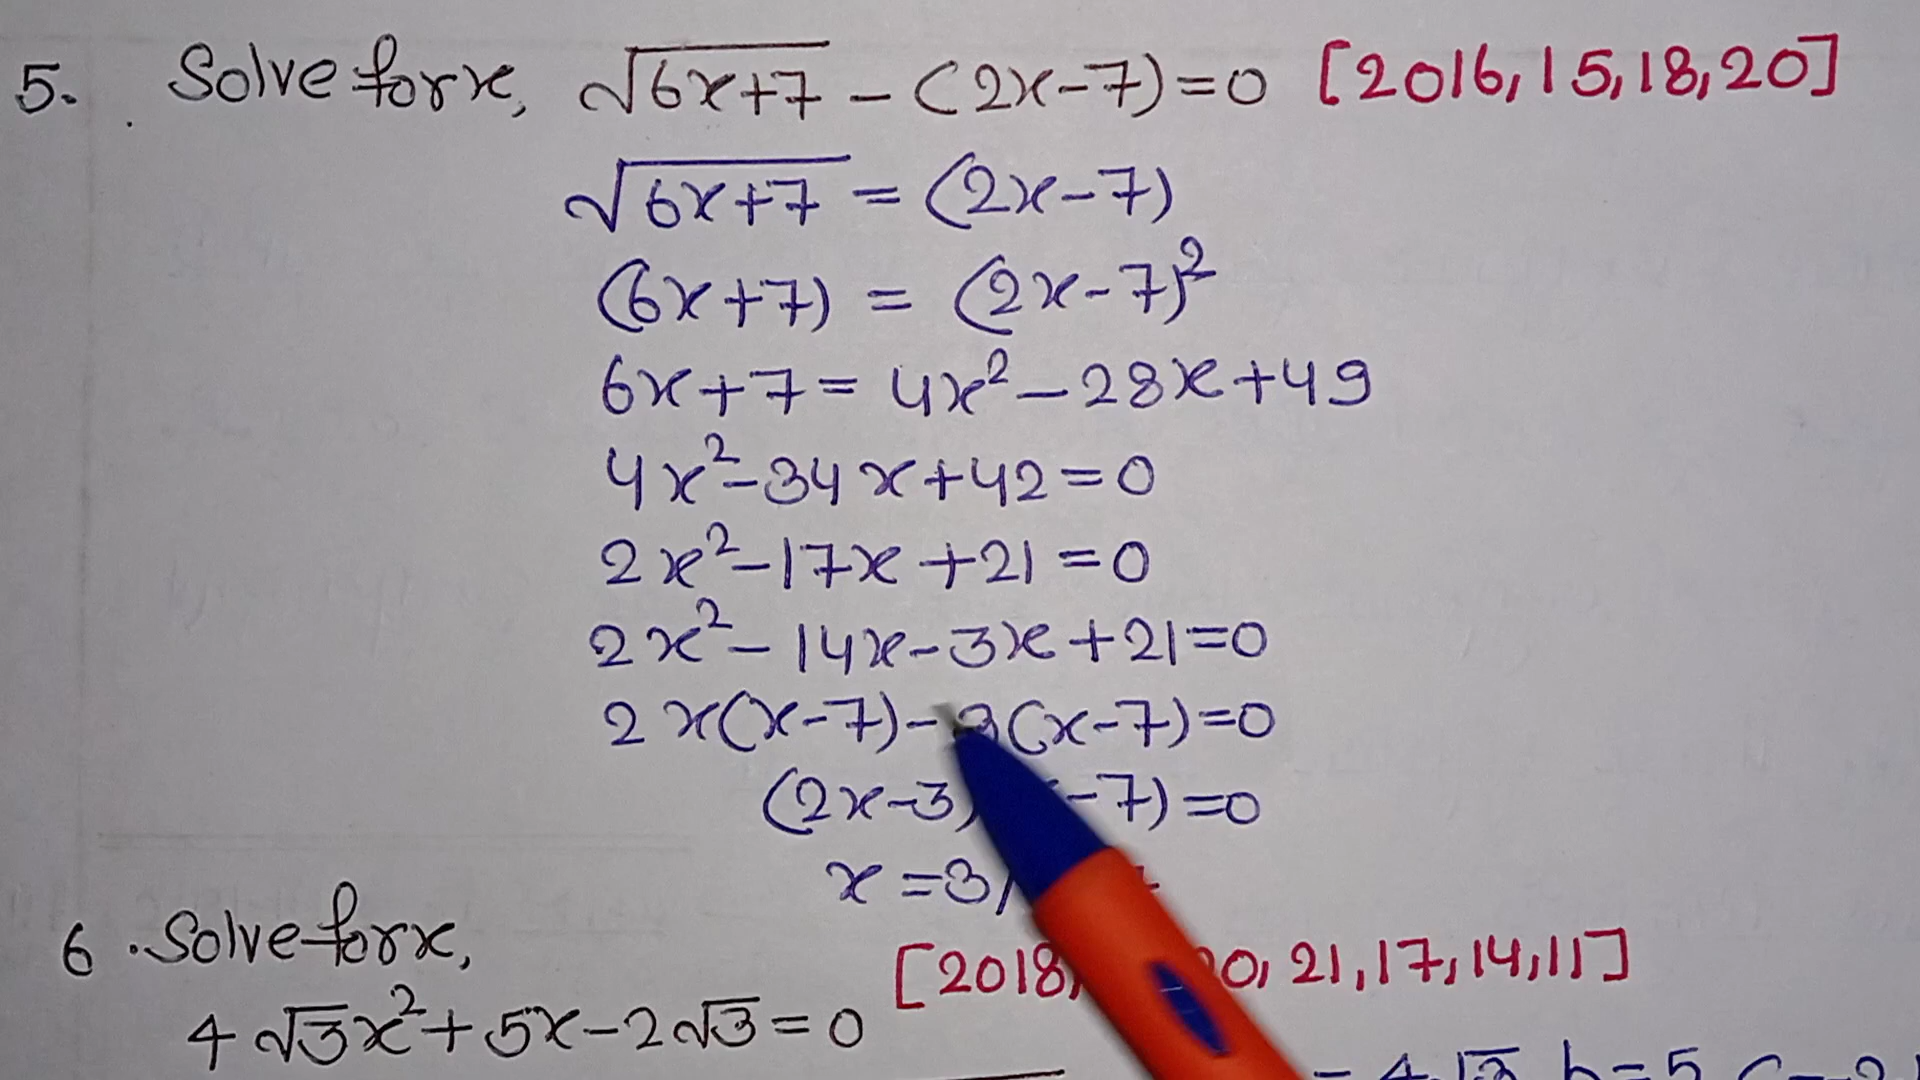 5. Solve for x, √6x+7 - (2x-7)=0 [2016,15,18,20]
√6x+7 = (2x-7)
(6x+7) = (2x-7)²
6x+7 = 4x²-28x+49
4x²-34x+42=0
2x²-17x+21=0
2x²-14x-3x+21=0
2x(x-7)-3(x-7)=0
(2x-3) -7)=0
x=3/
6. Solve for x,
[2018, 0, 21,17,14,11]
4√3x²+5x-2√3=0
b=5